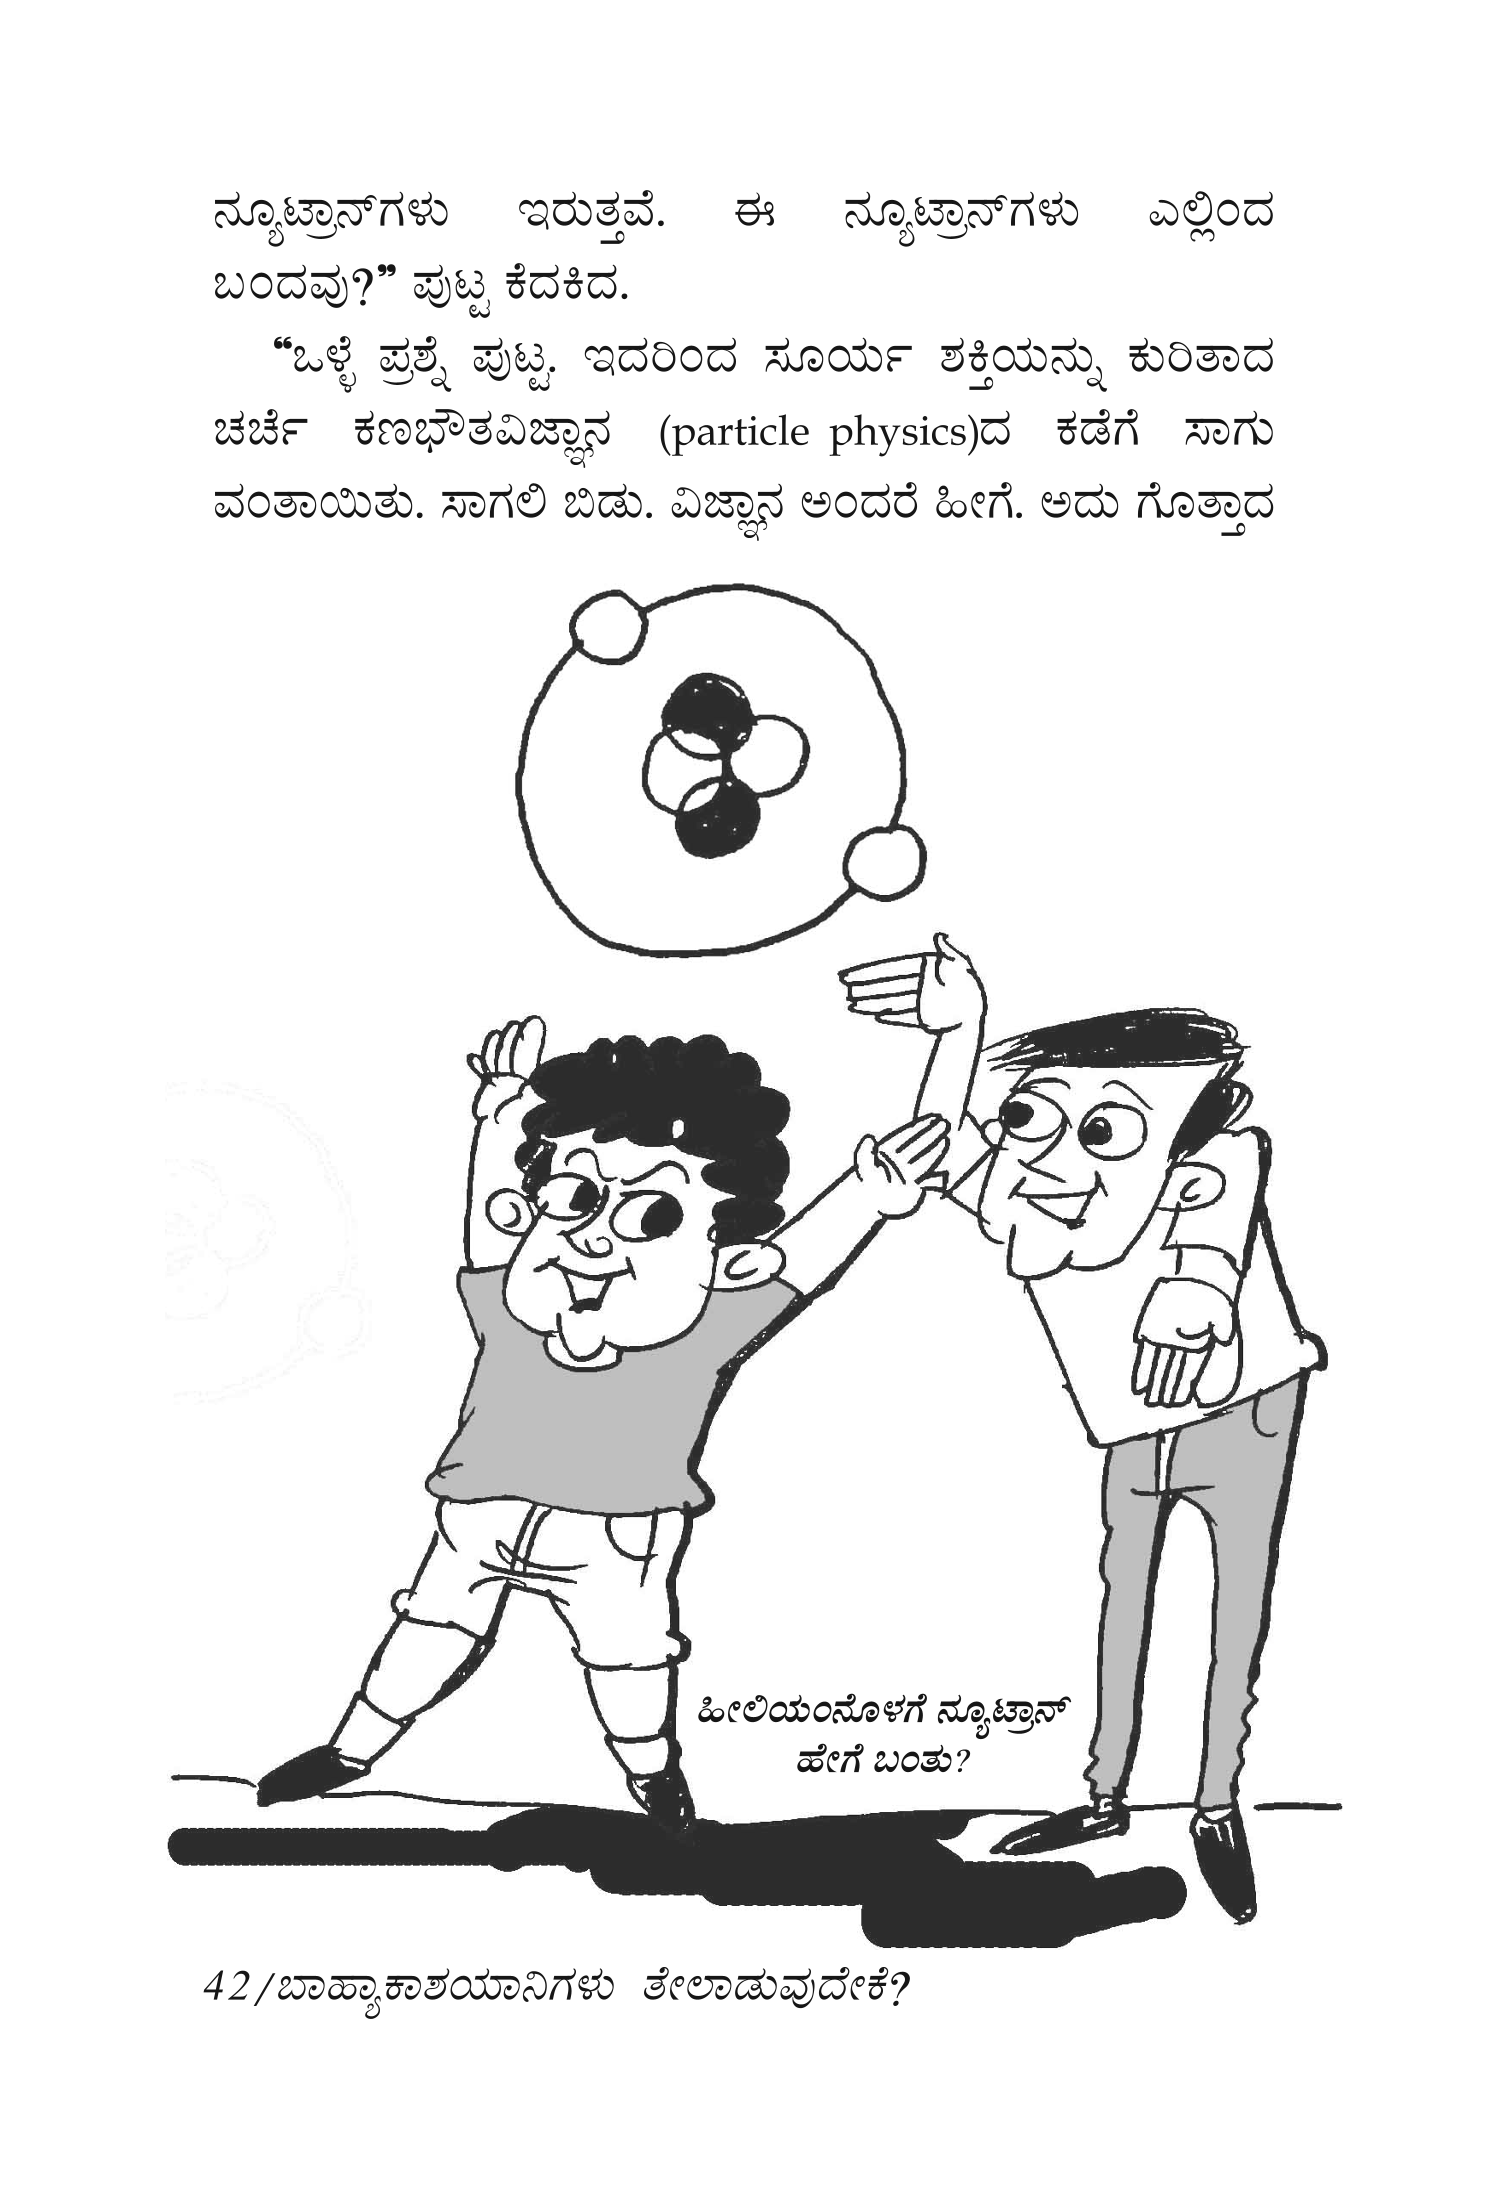 ನ್ಯೂಟ್ರಾನ್‌ಗಳು ಇರುತ್ತವೆ. ಈ ನ್ಯೂಟ್ರಾನ್‌ಗಳು ಎಲ್ಲಿಂದ
ಬಂದವು?” ಪುಟ್ಟ ಕೆದಕಿದ.
“ಒಳ್ಳೆ ಪ್ರಶ್ನೆ ಪುಟ್ಟ. ಇದರಿಂದ ಸೂರ್ಯ ಶಕ್ತಿಯನ್ನು ಕುರಿತಾದ
ಚರ್ಚೆ ಕಣಭೌತವಿಜ್ಞಾನ (particle physics)ದ ಕಡೆಗೆ ಸಾಗು
ವಂತಾಯಿತು. ಸಾಗಲಿ ಬಿಡು. ವಿಜ್ಞಾನ ಅಂದರೆ ಹೀಗೆ. ಅದು ಗೊತ್ತಾದ
ಹೀಲಿಯಂನೊಳಗೆ ನ್ಯೂಟ್ರಾನ್
ಹೇಗೆ ಬಂತು?
42/ಬಾಹ್ಯಾಕಾಶಯಾನಿಗಳು ತೇಲಾಡುವುದೇಕೆ?